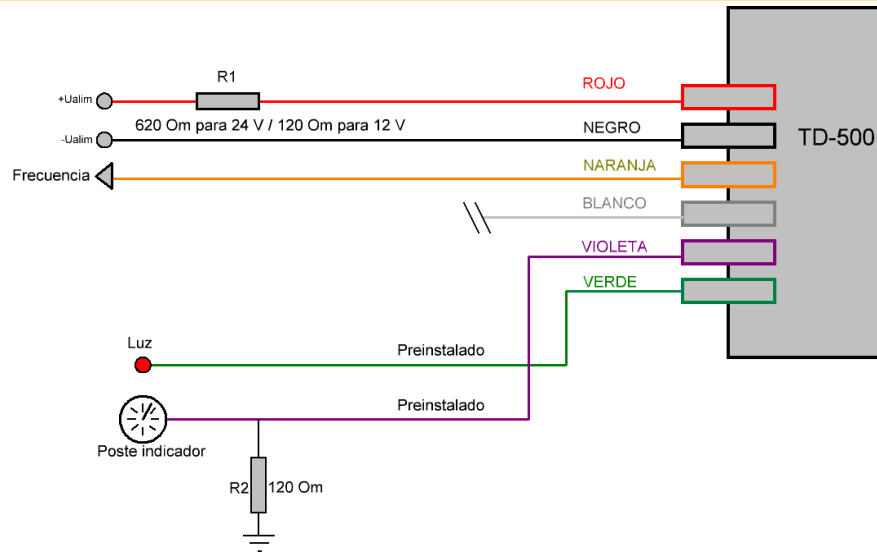 R1
ROJO
+Ualim
620 Om para 24 V / 120 Om para 12 V
NEGRO
-Ualim
TD-500
NARANJA
Frecuencia
BLANCO
VIOLETA
VERDE
Luz
Preinstalado
Preinstalado
Poste indicador
R2
120 Om